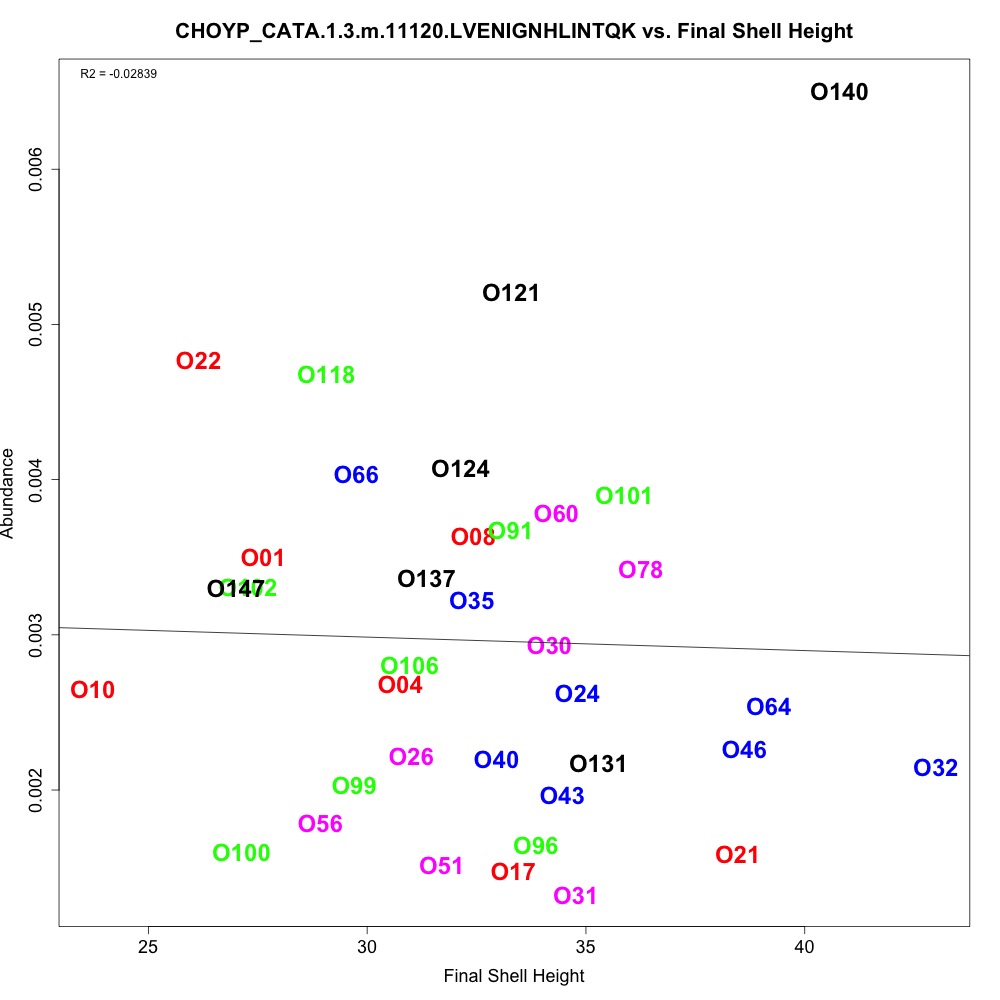 CHOYP_CATA.1.3.m.11120.LVENIGNHLINTQK vs. Final Shell Height
R2 = -0.02839
O140
0.006
O121
0.005
O22
O118
O124
O66
0.004
O101
O60
O91
O08
O01
O78
O137
O147
O35
0.003
O30
O106
O04
O10
O24
O64
O46
O26
O40
O131
O32
0.002
O99
O43
O56
O96
O100
O21
O51
O17
O31
Abundance
25 30 35 40
Final Shell Height